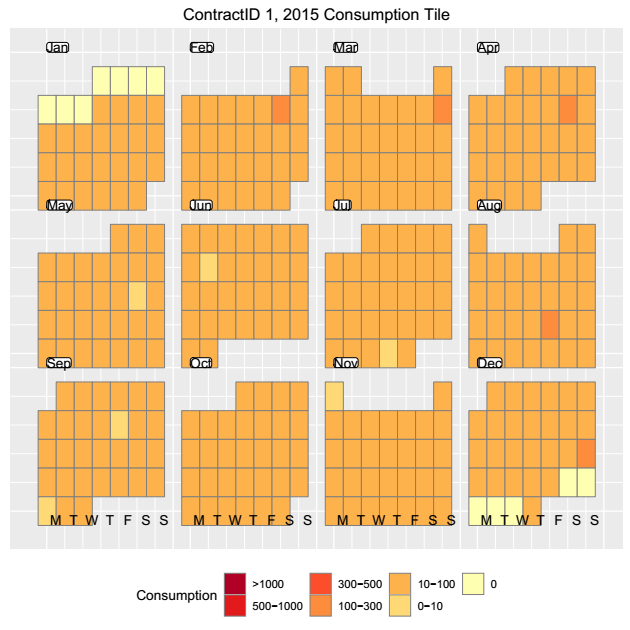 ContractID 1, 2015 Consumption Tile
Jan Feb Mar Apr
May Jun Jul Aug
Sep Oct Nov Dec
M T W T F S S M T W T F S S M T W T F S S M T W T F S S
Consumption >1000 300−500 10−100 0
500−1000 100−300 0−10